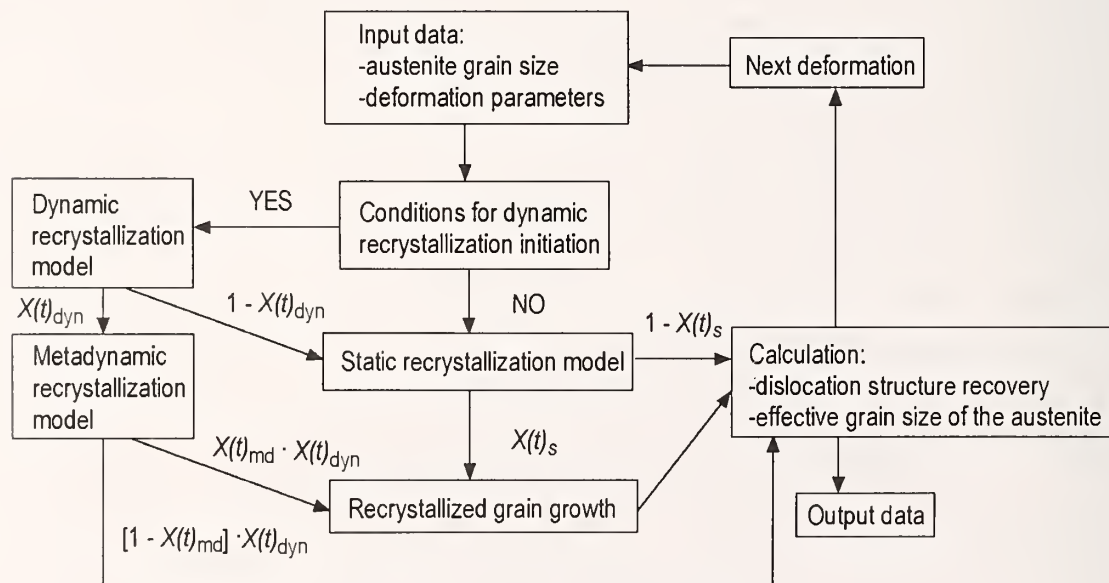 Input data:
-austenite grain size
-deformation parameters
Next deformation
YES
Conditions for dynamic
recrystallization initiation
Dynamic
recrystallization
model
NO
X(t)dyn
1 - X(t)dyn
1 - X(t)s
Metadynamic
recrystallization
model
Static recrystallization model
Calculation:
-dislocation structure recovery
-effective grain size of the austenite
X(t)md · X(t)dyn
X(t)s
Recrystallized grain growth
Output data
[1 - X(t)md] ·X(t)dyn